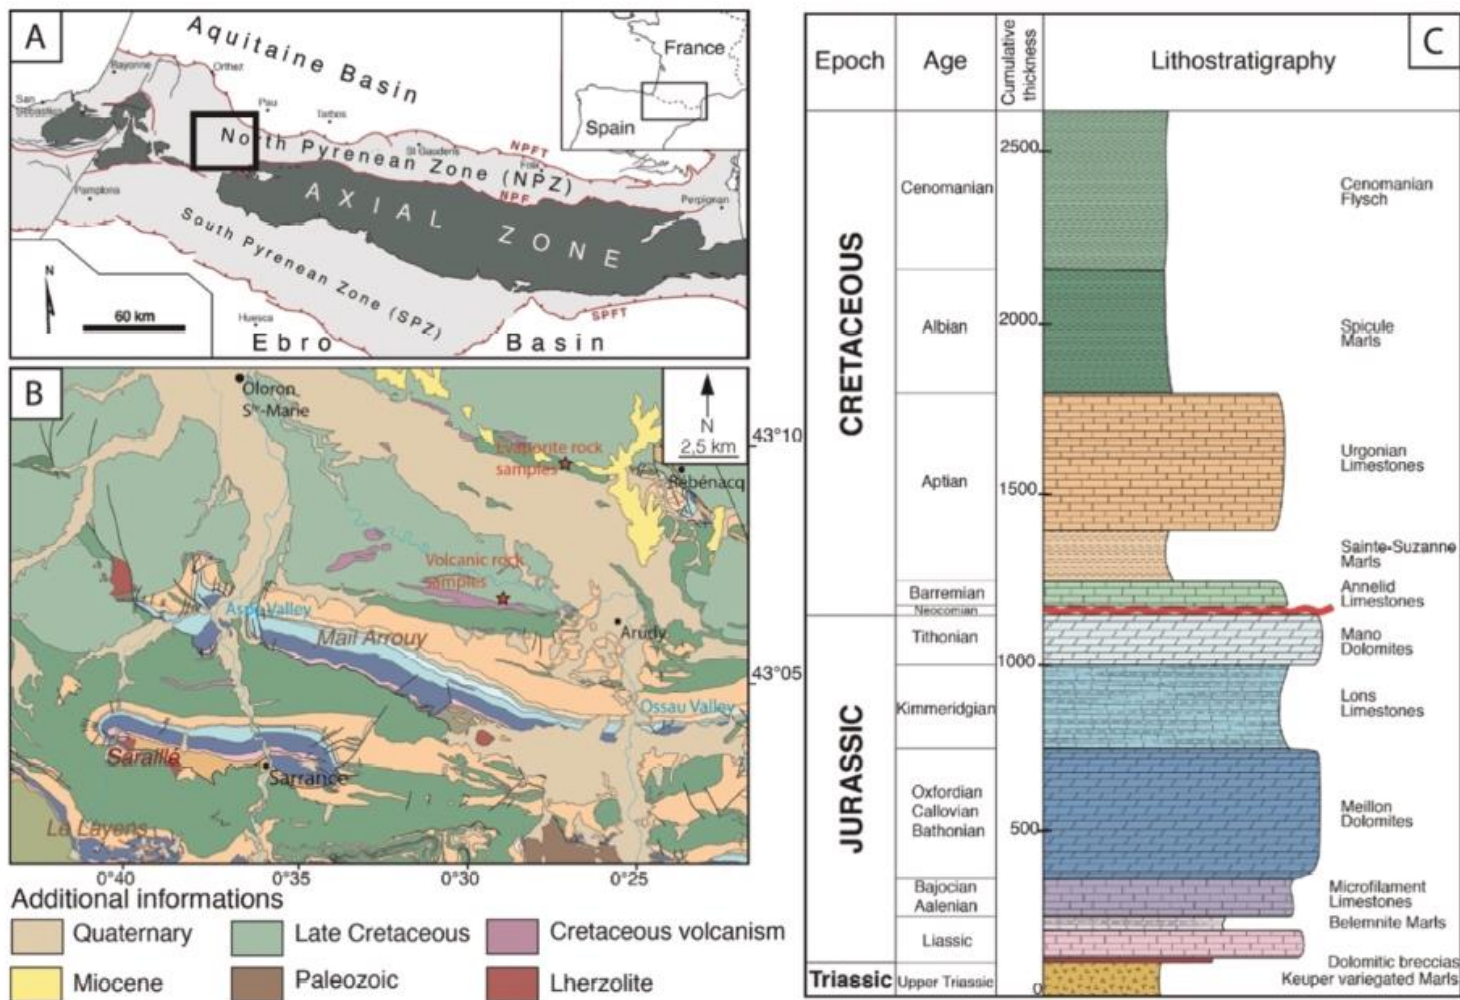 A
Aquitaine Basin
Bayonne
Orthez
San
Sebastien
Pau
Tarbes
North Pyrenean Zone (NPZ)
St Gaudens
Foix
NPFT
NPF
Pamplona
AXIAL ZONE
Perpignan
South Pyrenean Zone (SPZ)
SPFT
Huesca
Ebro Basin
N
60 km
France
Spain
B
Oloron
Ste-Marie
N
2,5 km
43°10
Evaporite rock
samples
Rébénacq
Volcanic rock
samples
Aspe Valley
Mail Arrouy
Arudy
43°05
Ossau Valley
Saraillé
Sarrance
Le Layens
0°40
0°35
0°30
0°25
Additional informations
Quaternary
Late Cretaceous
Cretaceous volcanism
Miocene
Paleozoic
Lherzolite
C
Epoch
Age
Cumulative
thickness
Lithostratigraphy
CRETACEOUS
JURASSIC
Triassic
Cenomanian
Albian
Aptian
Barremian
Neocomian
Tithonian
Kimmeridgian
Oxfordian
Callovian
Bathonian
Bajocian
Aalenian
Liassic
Upper Triassic
2500
2000
1500
1000
500
0
Cenomanian
Flysch
Spicule
Marls
Urgonian
Limestones
Sainte-Suzanne
Marls
Annelid
Limestones
Mano
Dolomites
Lons
Limestones
Meillon
Dolomites
Microfilament
Limestones
Belemnite Marls
Dolomitic breccias
Keuper variegated Marls